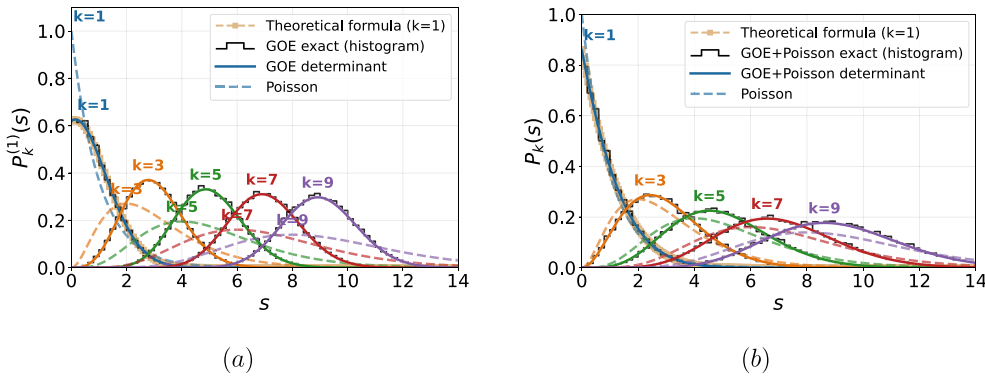 k=1
k=1
k=3
k=3
k=5
k=5
k=7
k=7
k=9
k=9
Theoretical formula (k=1)
GOE exact (histogram)
GOE determinant
Poisson
1.0
0.8
0.6
0.4
0.2
0.0
P_k^{(1)}(s)
0 2 4 6 8 10 12 14
s
(a)
k=1
k=3
k=5
k=7
k=9
Theoretical formula (k=1)
GOE+Poisson exact (histogram)
GOE+Poisson determinant
Poisson
1.0
0.8
0.6
0.4
0.2
0.0
P_k(s)
0 2 4 6 8 10 12 14
s
(b)